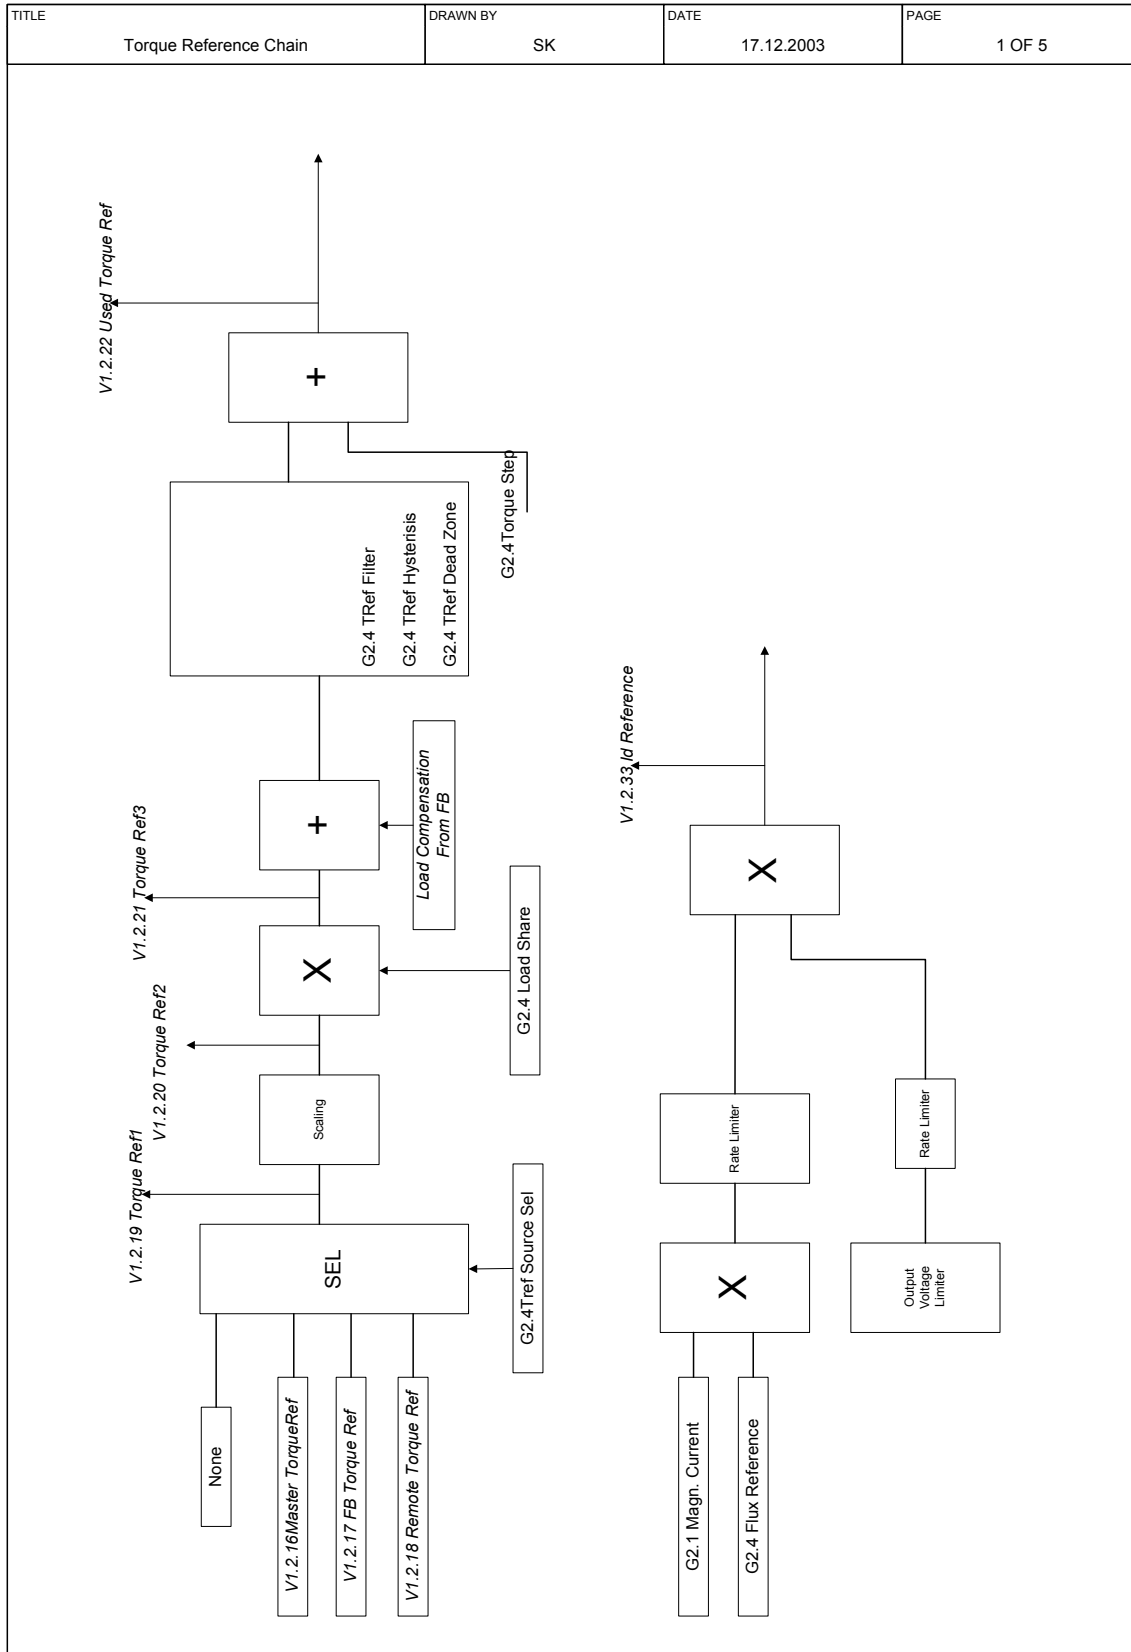 TITLE
Torque Reference Chain
DRAWN BY
SK
DATE
17.12.2003
PAGE
1 OF 5
None
V1.2.16Master TorqueRef
V1.2.17 FB Torque Ref
V1.2.18 Remote Torque Ref
SEL
G2.4Tref Source Sel
V1.2.19 Torque Ref1
Scaling
V1.2.20 Torque Ref2
X
G2.4 Load Share
V1.2.21 Torque Ref3
+
Load Compensation
From FB
G2.4 TRef Filter
G2.4 TRef Hysterisis
G2.4 TRef Dead Zone
G2.4Torque Step
+
V1.2.22 Used Torque Ref
G2.1 Magn. Current
G2.4 Flux Reference
X
Rate Limiter
Output
Voltage
Limiter
Rate Limiter
X
V1.2.33 Id Reference